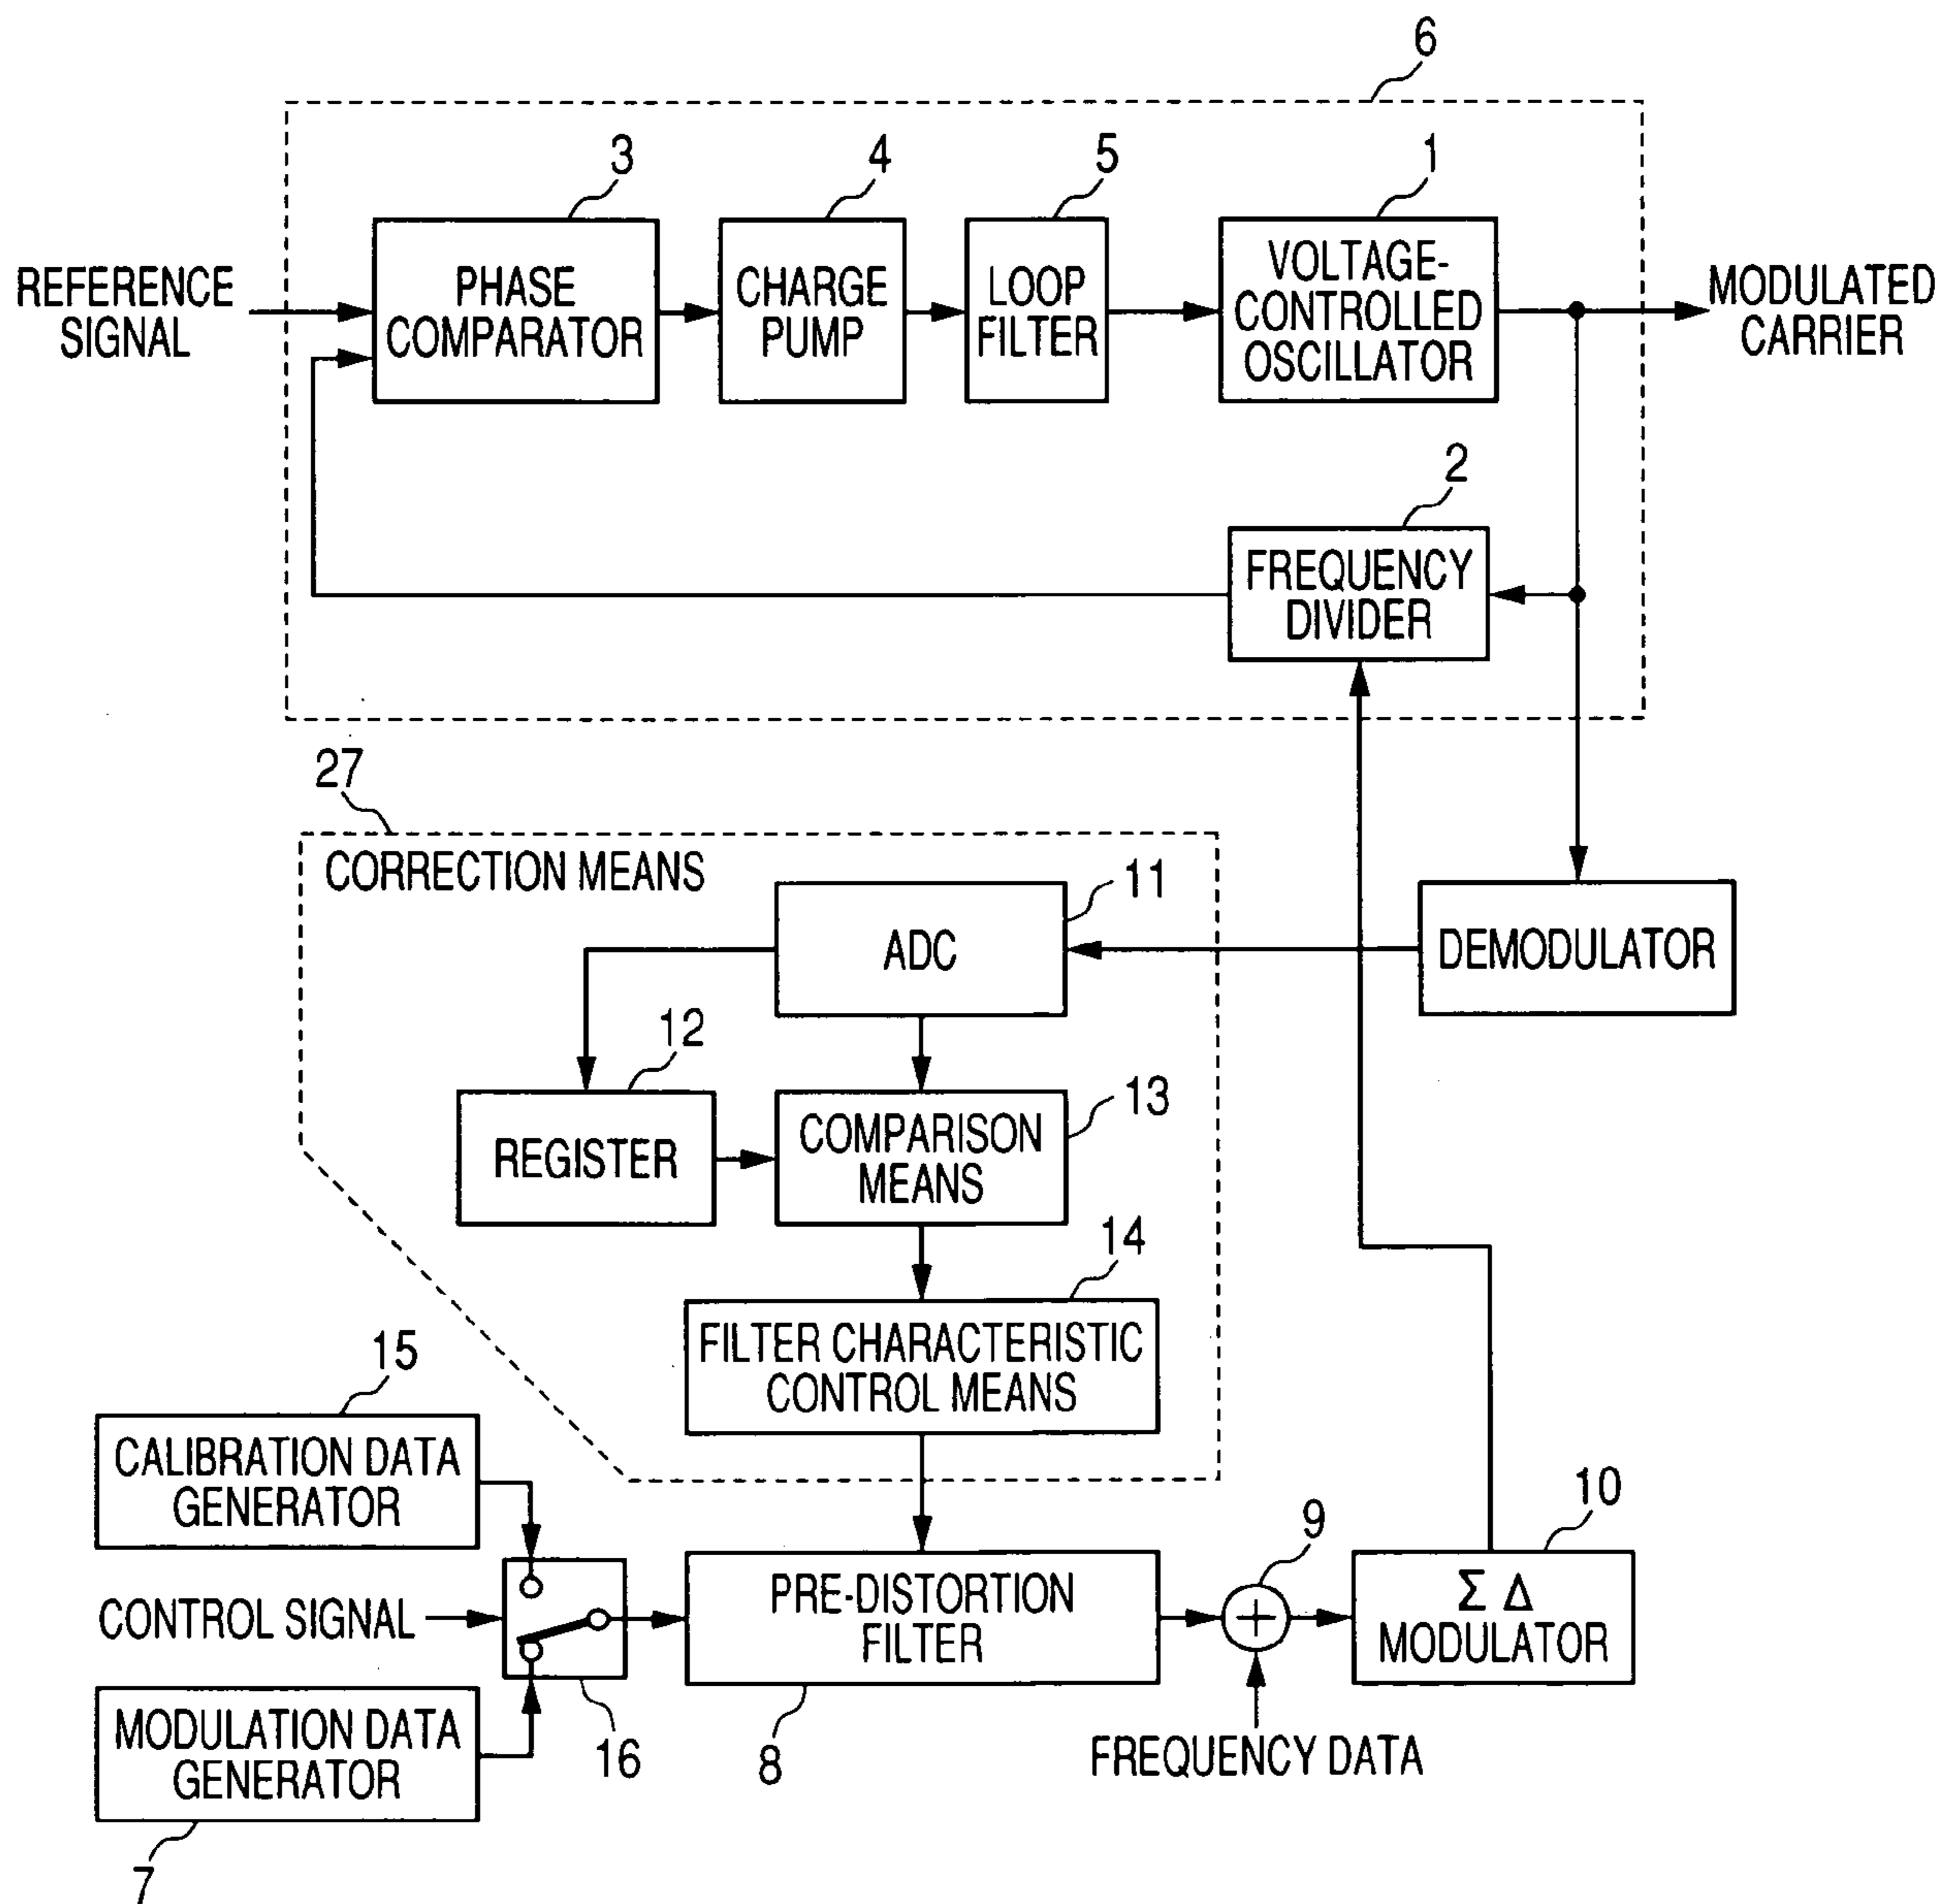 6
3
4
5
1
REFERENCE
SIGNAL
PHASE
COMPARATOR
CHARGE
PUMP
LOOP
FILTER
VOLTAGE-
CONTROLLED
OSCILLATOR
MODULATED
CARRIER
2
FREQUENCY
DIVIDER
27
CORRECTION MEANS
11
ADC
DEMODULATOR
12
13
REGISTER
COMPARISON
MEANS
14
FILTER CHARACTERISTIC
CONTROL MEANS
15
CALIBRATION DATA
GENERATOR
CONTROL SIGNAL
16
PRE-DISTORTION
FILTER
8
9
+
FREQUENCY DATA
10
Σ Δ
MODULATOR
MODULATION DATA
GENERATOR
7